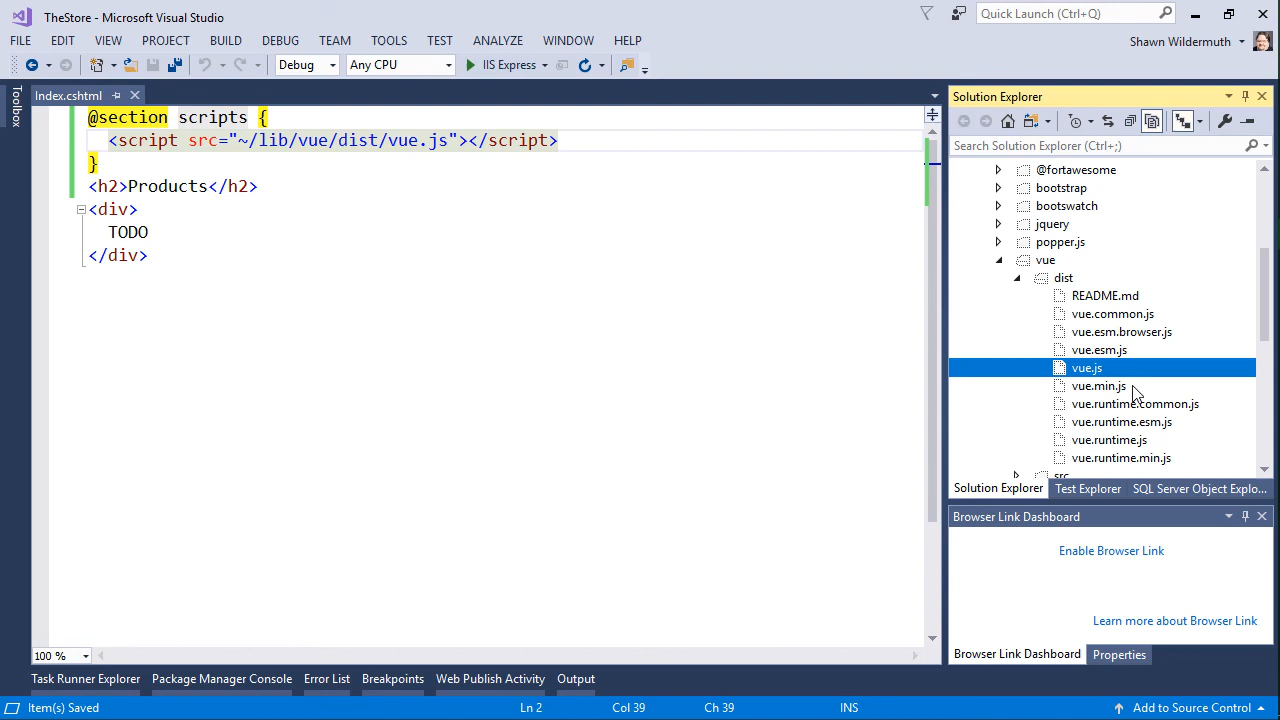 TheStore - Microsoft Visual Studio
Quick Launch (Ctrl+Q)
FILE EDIT VIEW PROJECT BUILD DEBUG TEAM TOOLS TEST ANALYZE WINDOW HELP
Shawn Wildermuth
Debug Any CPU IIS Express
Toolbox
Index.cshtml
@section scripts {
<script src="~/lib/vue/dist/vue.js"></script>
}
<h2>Products</h2>
<div>
TODO
</div>
100 %
Solution Explorer
Search Solution Explorer (Ctrl+;)
@fortawesome
bootstrap
bootswatch
jquery
popper.js
vue
dist
README.md
vue.common.js
vue.esm.browser.js
vue.esm.js
vue.js
vue.min.js
vue.runtime.common.js
vue.runtime.esm.js
vue.runtime.js
vue.runtime.min.js
src
Solution Explorer Test Explorer SQL Server Object Explo...
Browser Link Dashboard
Enable Browser Link
Learn more about Browser Link
Browser Link Dashboard Properties
Task Runner Explorer Package Manager Console Error List Breakpoints Web Publish Activity Output
Item(s) Saved Ln 2 Col 39 Ch 39 INS Add to Source Control